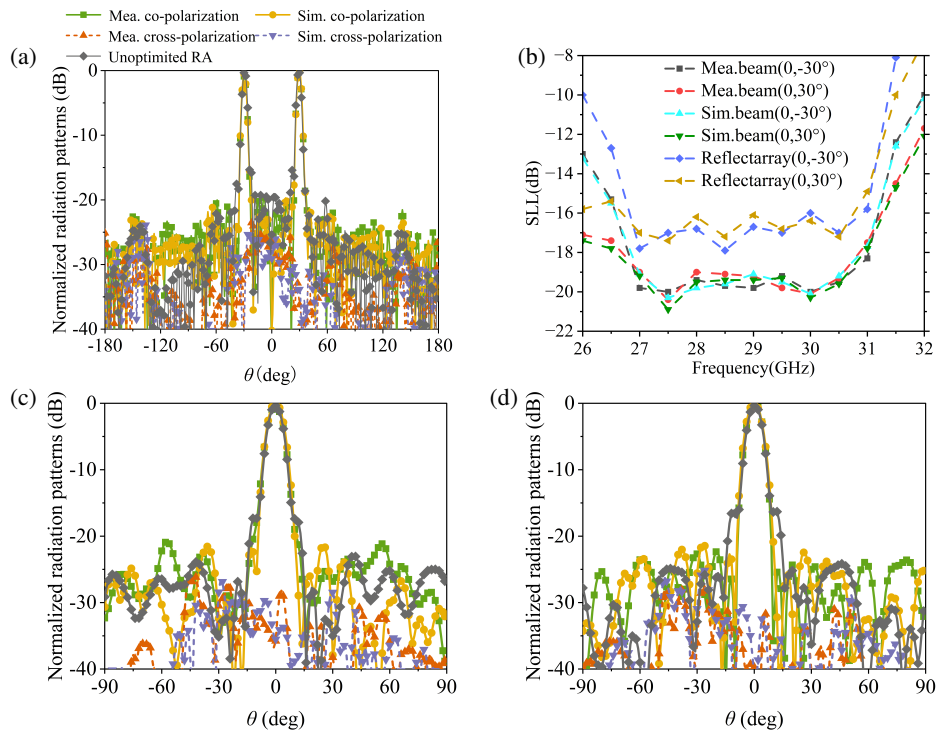 Mea. co-polarization
Sim. co-polarization
Mea. cross-polarization
Sim. cross-polarization
Unoptimited RA
(a)
Normalized radiation patterns (dB)
0
-10
-20
-30
-40
-180
-120
-60
0
60
120
180
θ(deg)
(b)
SLL(dB)
−8
−10
−12
−14
−16
−18
−20
−22
26
27
28
29
30
31
32
Frequency(GHz)
Mea.beam(0,-30°)
Mea.beam(0,30°)
Sim.beam(0,-30°)
Sim.beam(0,30°)
Reflectarray(0,-30°)
Reflectarray(0,30°)
(c)
Normalized radiation patterns (dB)
0
-10
-20
-30
-40
-90
-60
-30
0
30
60
90
θ (deg)
(d)
Normalized radiation patterns (dB)
0
-10
-20
-30
-40
-90
-60
-30
0
30
60
90
θ (deg)